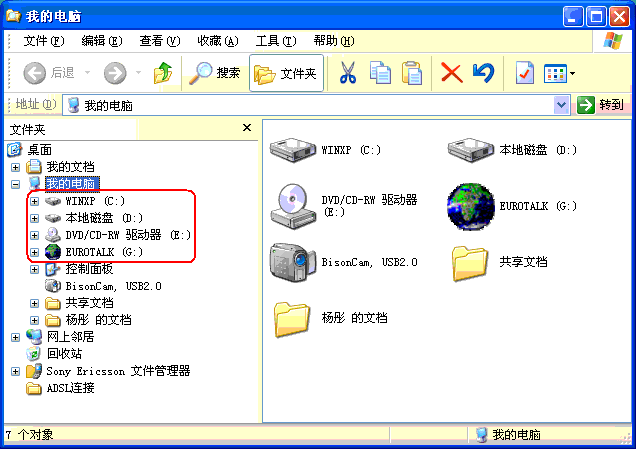 我的电脑
文件(F) 编辑(E) 查看(V) 收藏(A) 工具(T) 帮助(H)
后退 搜索 文件夹
地址(D) 我的电脑 转到
文件夹
桌面
我的文档
我的电脑
WINXP (C:)
本地磁盘 (D:)
DVD/CD-RW 驱动器 (E:)
EUROTALK (G:)
控制面板
BisonCam, USB2.0
共享文档
杨彤 的文档
网上邻居
回收站
Sony Ericsson 文件管理器
ADSL连接
WINXP (C:) 本地磁盘 (D:)
DVD/CD-RW 驱动器
(E:)
EUROTALK (G:)
BisonCam, USB2.0 共享文档
杨彤 的文档
7 个对象 我的电脑